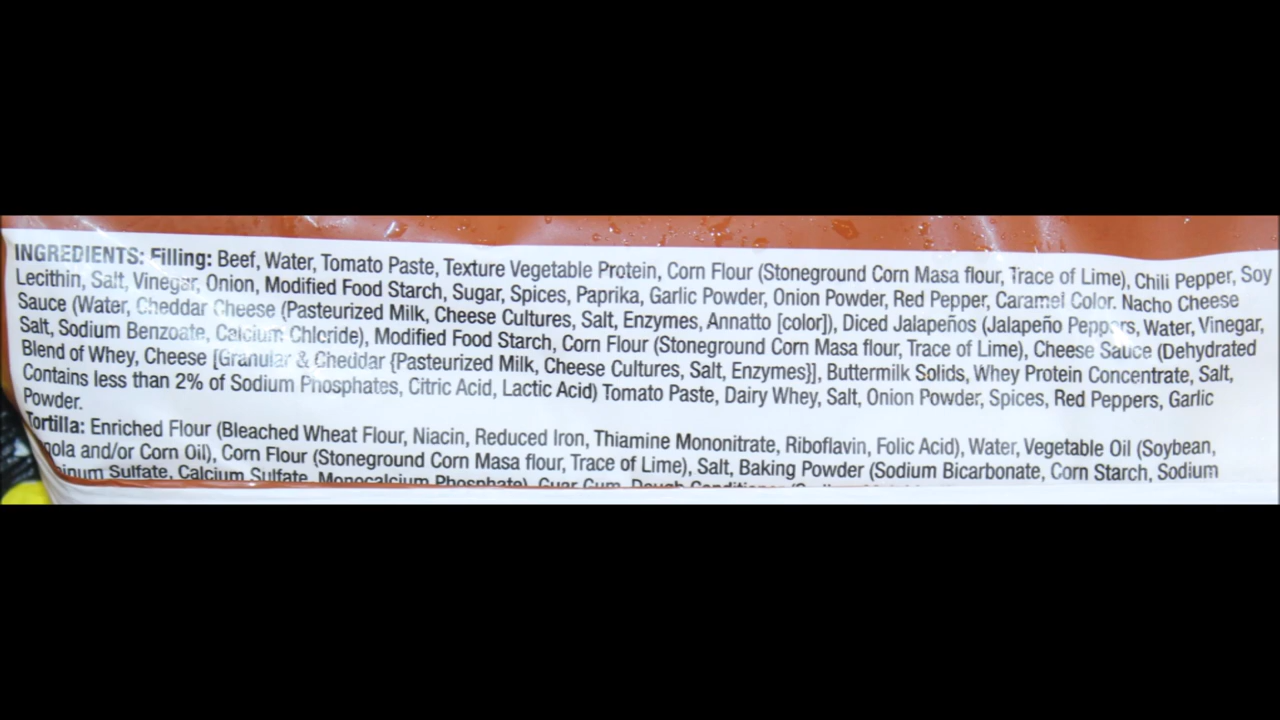 INGREDIENTS: Filling: Beef, Water, Tomato Paste, Texture Vegetable Protein, Corn Flour (Stoneground Corn Masa flour, Trace of Lime), Chili Pepper, Soy
Lecithin, Salt, Vinegar, Onion, Modified Food Starch, Sugar, Spices, Paprika, Garlic Powder, Onion Powder, Red Pepper, Caramel Color. Nacho Cheese
Sauce (Water, Cheddar Cheese (Pasteurized Milk, Cheese Cultures, Salt, Enzymes, Annatto [color]), Diced Jalapeños (Jalapeño Peppers, Water, Vinegar,
Salt, Sodium Benzoate, Calcium Chloride), Modified Food Starch, Corn Flour (Stoneground Corn Masa flour, Trace of Lime), Cheese Sauce (Dehydrated
Blend of Whey, Cheese [Granular & Cheddar {Pasteurized Milk, Cheese Cultures, Salt, Enzymes}], Buttermilk Solids, Whey Protein Concentrate, Salt,
Contains less than 2% of Sodium Phosphates, Citric Acid, Lactic Acid) Tomato Paste, Dairy Whey, Salt, Onion Powder, Spices, Red Peppers, Garlic
Powder.
Tortilla: Enriched Flour (Bleached Wheat Flour, Niacin, Reduced Iron, Thiamine Mononitrate, Riboflavin, Folic Acid), Water, Vegetable Oil (Soybean,
and/or Corn Oil), Corn Flour (Stoneground Corn Masa flour, Trace of Lime), Salt, Baking Powder (Sodium Bicarbonate, Corn Starch, Sodium
Sulfate, Calcium Sulfate, Monocalcium Phosphate), Guar Gum, Dough